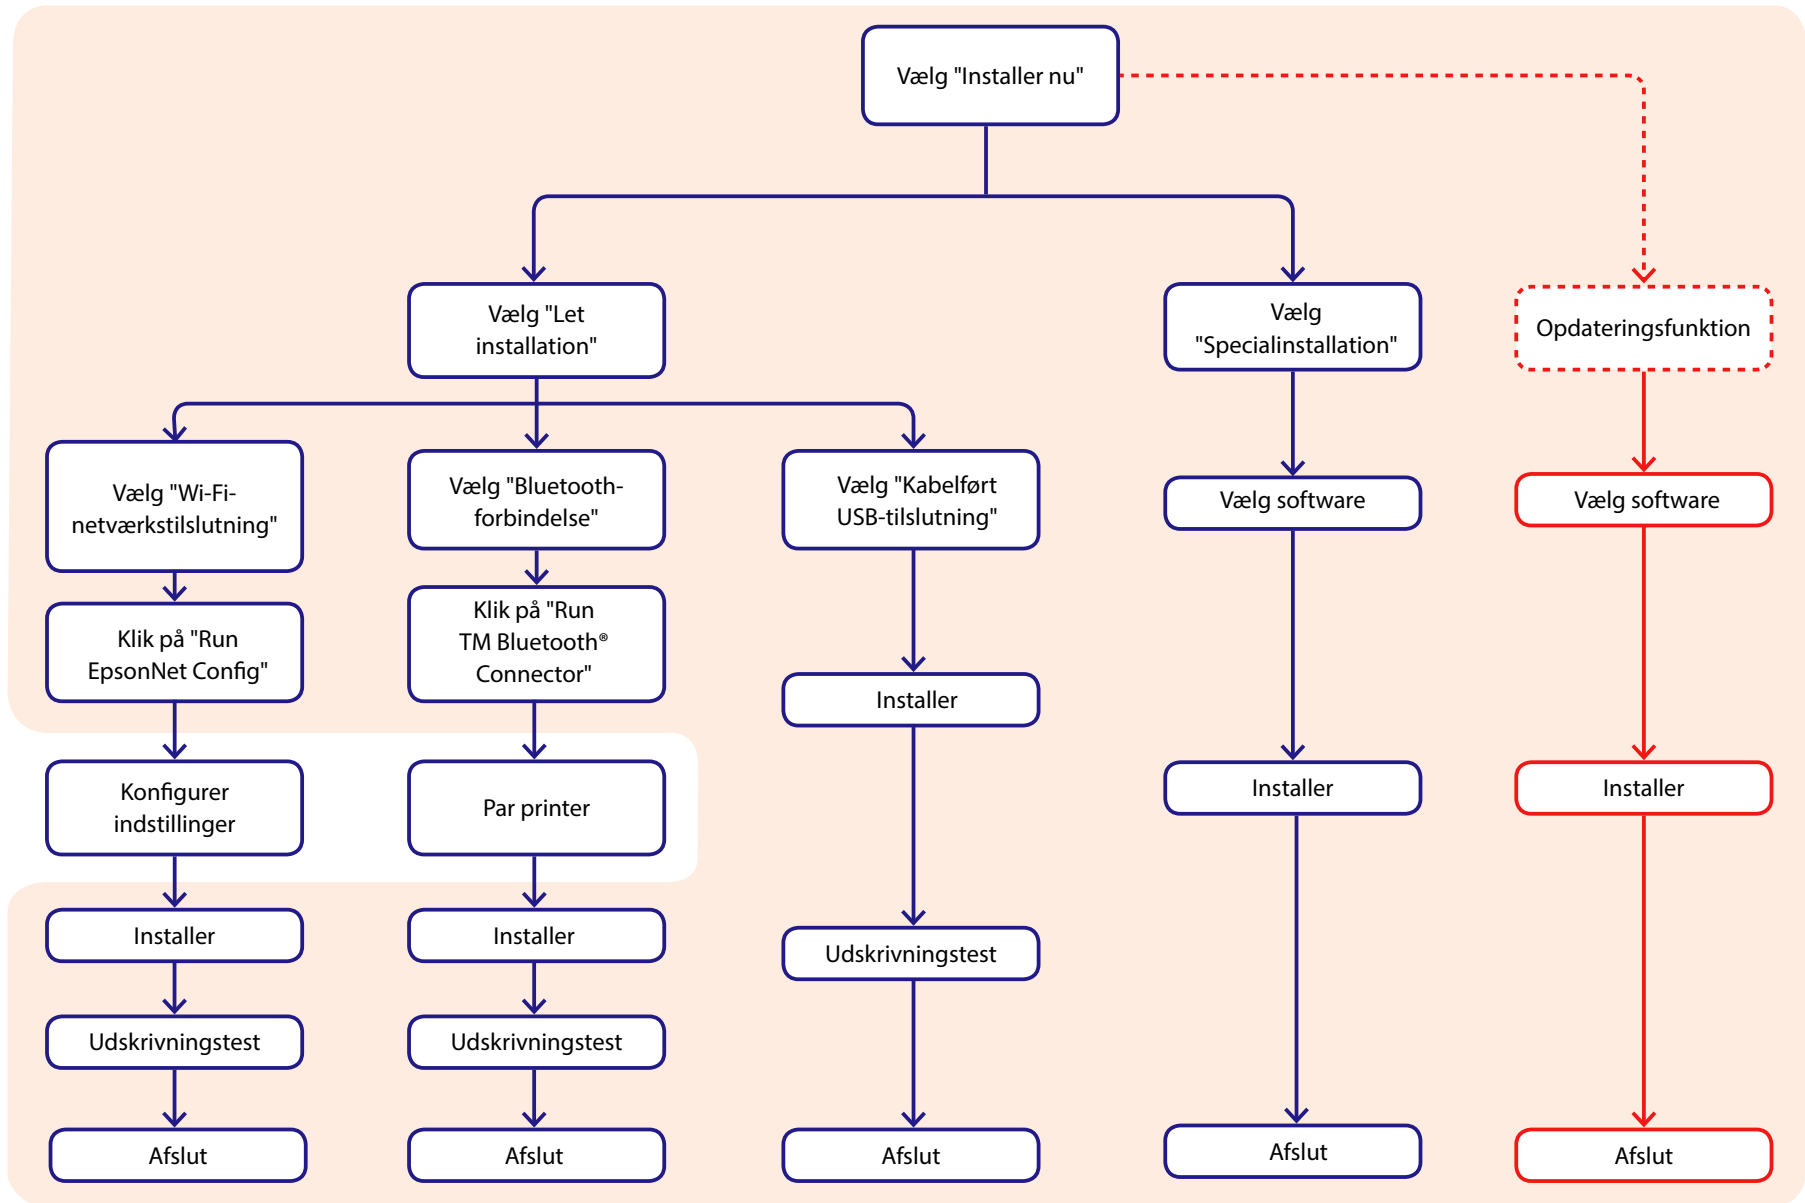 Vælg "Installer nu"
Vælg "Let
installation"
Vælg
"Specialinstallation"
Opdateringsfunktion
Vælg "Wi-Fi-
netværkstilslutning"
Vælg "Bluetooth-
forbindelse"
Vælg "Kabelført
USB-tilslutning"
Vælg software
Vælg software
Klik på "Run
EpsonNet Config"
Klik på "Run
TM Bluetooth®
Connector"
Installer
Konfigurer
indstillinger
Par printer
Installer
Installer
Installer
Installer
Udskrivningstest
Udskrivningstest
Udskrivningstest
Afslut
Afslut
Afslut
Afslut
Afslut